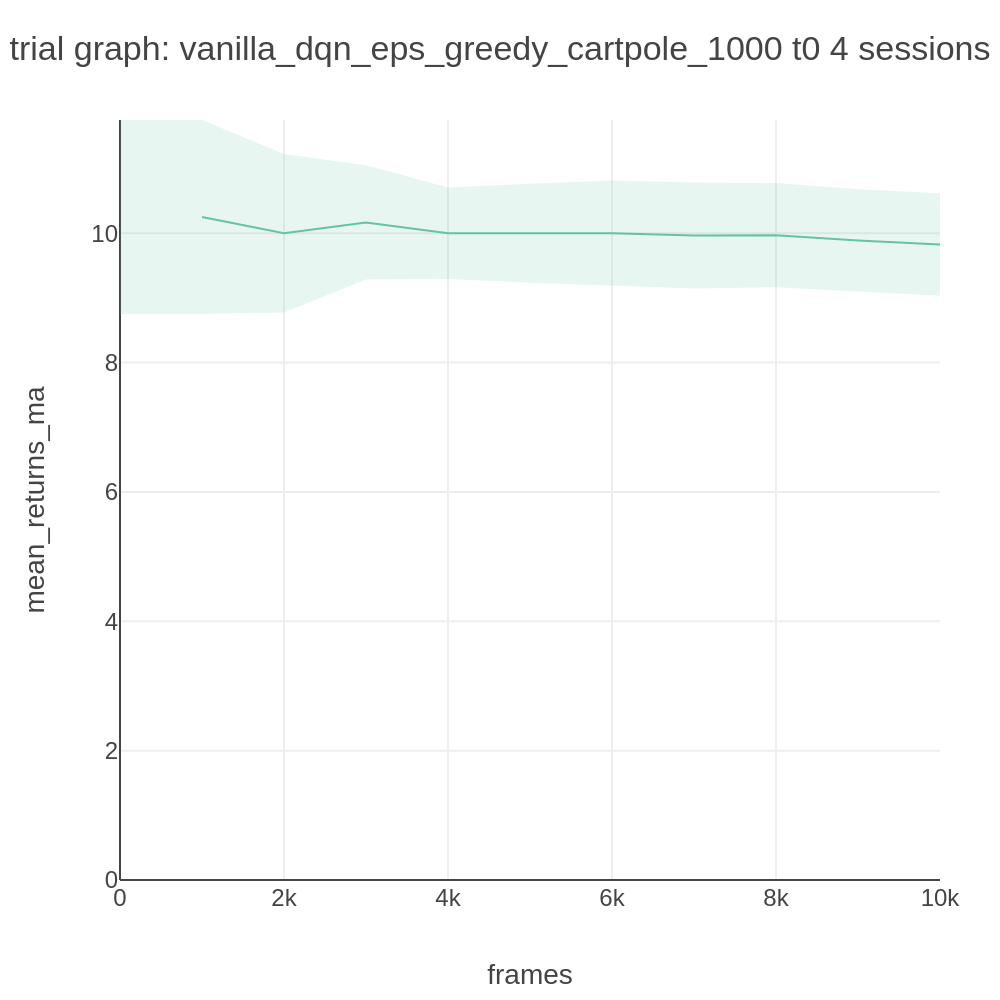 trial graph: vanilla_dqn_eps_greedy_cartpole_1000 t0 4 sessions
mean_returns_ma
10
8
6
4
2
0
0 2k 4k 6k 8k 10k
frames